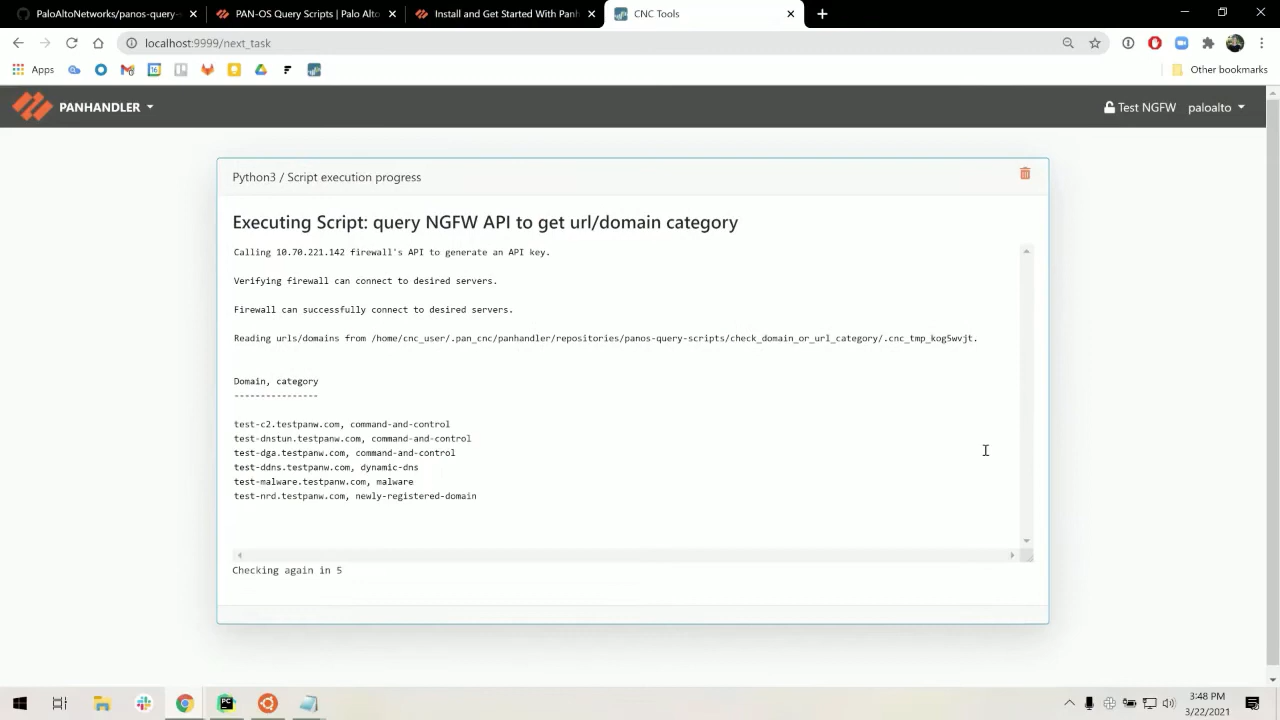 PaloAltoNetworks/panos-query-
PAN-OS Query Scripts | Palo Alto
Install and Get Started With Panh
CNC Tools
localhost:9999/next_task
Apps
Other bookmarks
PANHANDLER
Test NGFW
paloalto
Python3 / Script execution progress
Executing Script: query NGFW API to get url/domain category
Calling 10.70.221.142 firewall's API to generate an API key.
Verifying firewall can connect to desired servers.
Firewall can successfully connect to desired servers.
Reading urls/domains from /home/cnc_user/.pan_cnc/panhandler/repositories/panos-query-scripts/check_domain_or_url_category/.cnc_tmp_kog5wvjt.
Domain, category
----------------
test-c2.testpanw.com, command-and-control
test-dnstun.testpanw.com, command-and-control
test-dga.testpanw.com, command-and-control
test-ddns.testpanw.com, dynamic-dns
test-malware.testpanw.com, malware
test-nrd.testpanw.com, newly-registered-domain
Checking again in 5
3:48 PM
3/22/2021